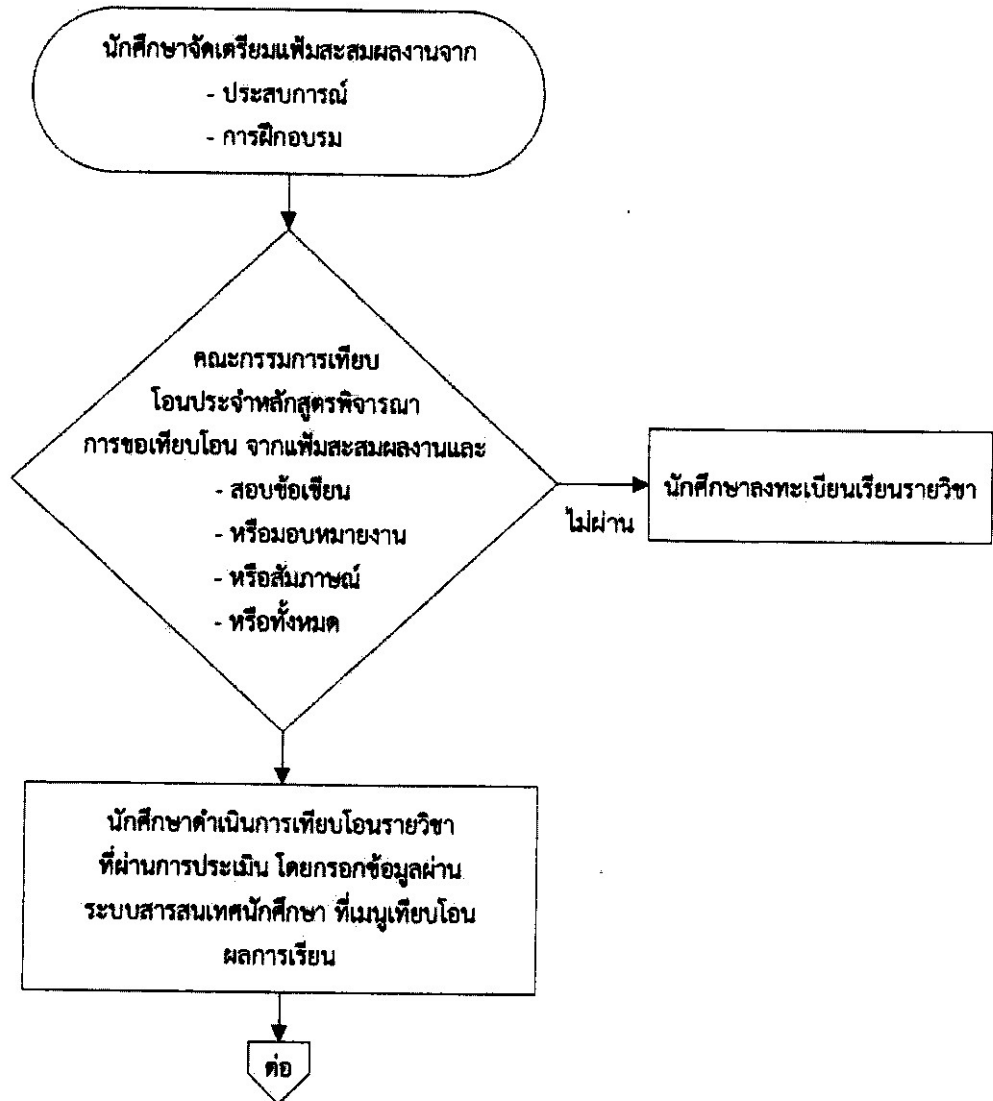 นักศึกษาจัดเตรียมแฟ้มสะสมผลงานจาก
- ประสบการณ์
- การฝึกอบรม
คณะกรรมการเทียบ
โอนประจำหลักสูตรพิจารณา
การขอเทียบโอน จากแฟ้มสะสมผลงานและ
- สอบข้อเขียน
- หรือมอบหมายงาน
- หรือสัมภาษณ์
- หรือทั้งหมด
ไม่ผ่าน
นักศึกษาลงทะเบียนเรียนรายวิชา
นักศึกษาดำเนินการเทียบโอนรายวิชา
ที่ผ่านการประเมิน โดยกรอกข้อมูลผ่าน
ระบบสารสนเทศนักศึกษา ที่เมนูเทียบโอน
ผลการเรียน
ต่อ